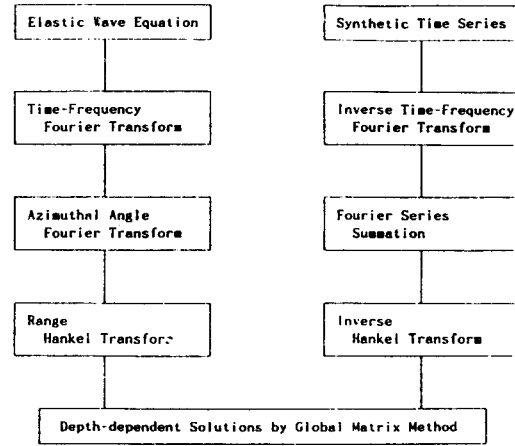 Elastic Wave Equation
Synthetic Time Series
Time-Frequency
Fourier Transform
Inverse Time-Frequency
Fourier Transform
Azimuthal Angle
Fourier Transform
Fourier Series
Summation
Range
Hankel Transform
Inverse
Hankel Transform
Depth-dependent Solutions by Global Matrix Method